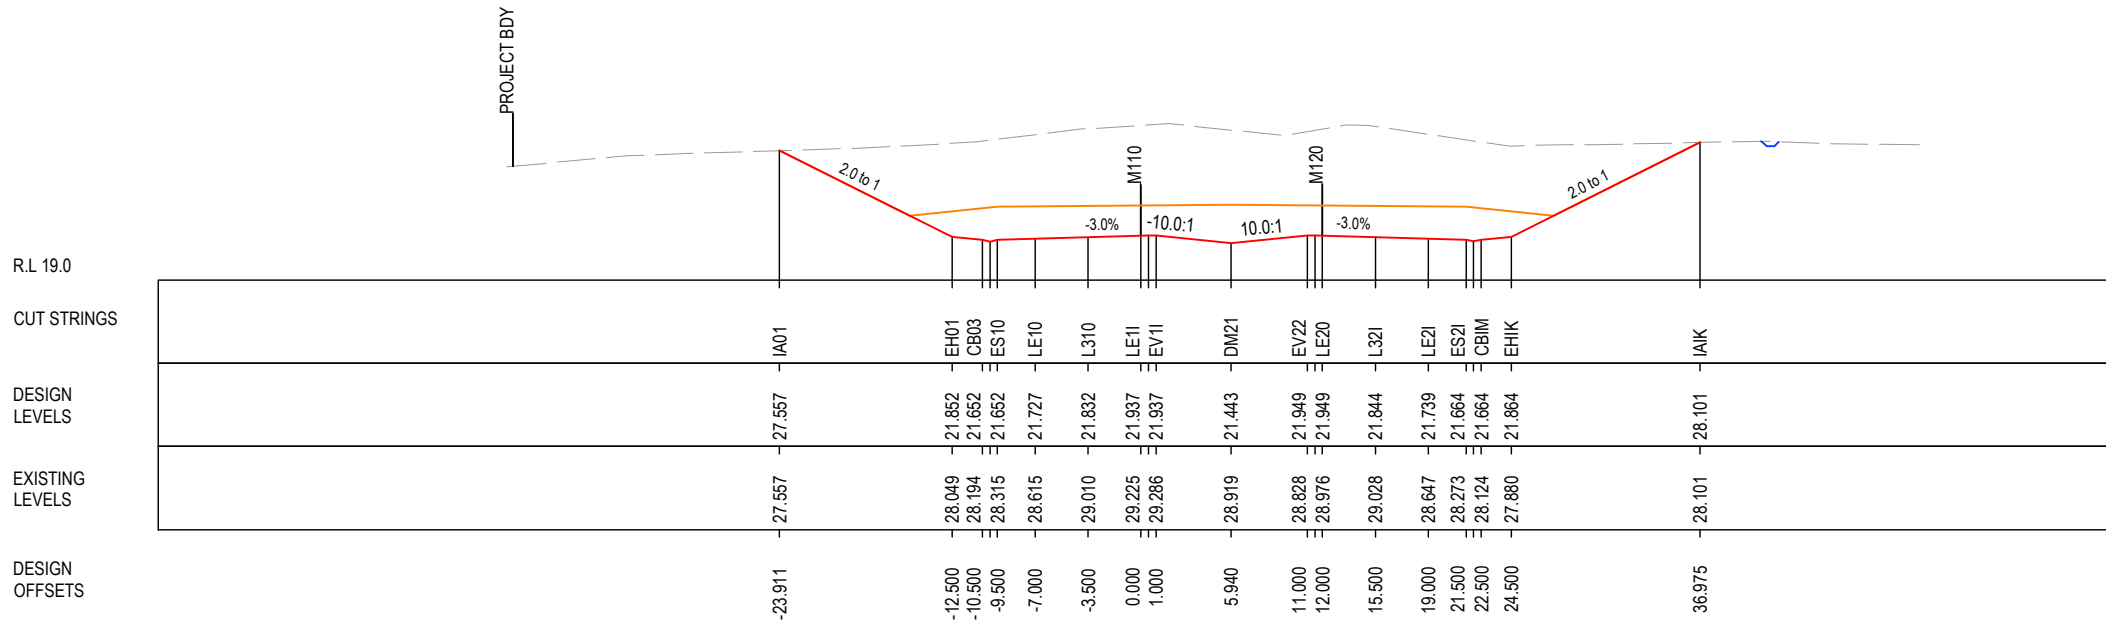 PROJECT BDY
2.0 to 1
M110
M120
2.0 to 1
-3.0%
-10.0:1
10.0:1
-3.0%
R.L 19.0
CUT STRINGS
IA01
EH01
CB03
ES10
LE10
L310
LE1I
EV1I
DM21
EV22
LE20
L32I
LE2I
ES2I
CBIM
EHIK
IAIK
DESIGN
LEVELS
27.557
21.852
21.652
21.652
21.727
21.832
21.937
21.937
21.443
21.949
21.949
21.844
21.739
21.664
21.664
21.864
28.101
EXISTING
LEVELS
27.557
28.049
28.194
28.315
28.615
29.010
29.225
29.286
28.919
28.828
28.976
29.028
28.647
28.273
28.124
27.880
28.101
DESIGN
OFFSETS
-23.911
-12.500
-10.500
-9.500
-7.000
-3.500
0.000
1.000
5.940
11.000
12.000
15.500
19.000
21.500
22.500
24.500
36.975